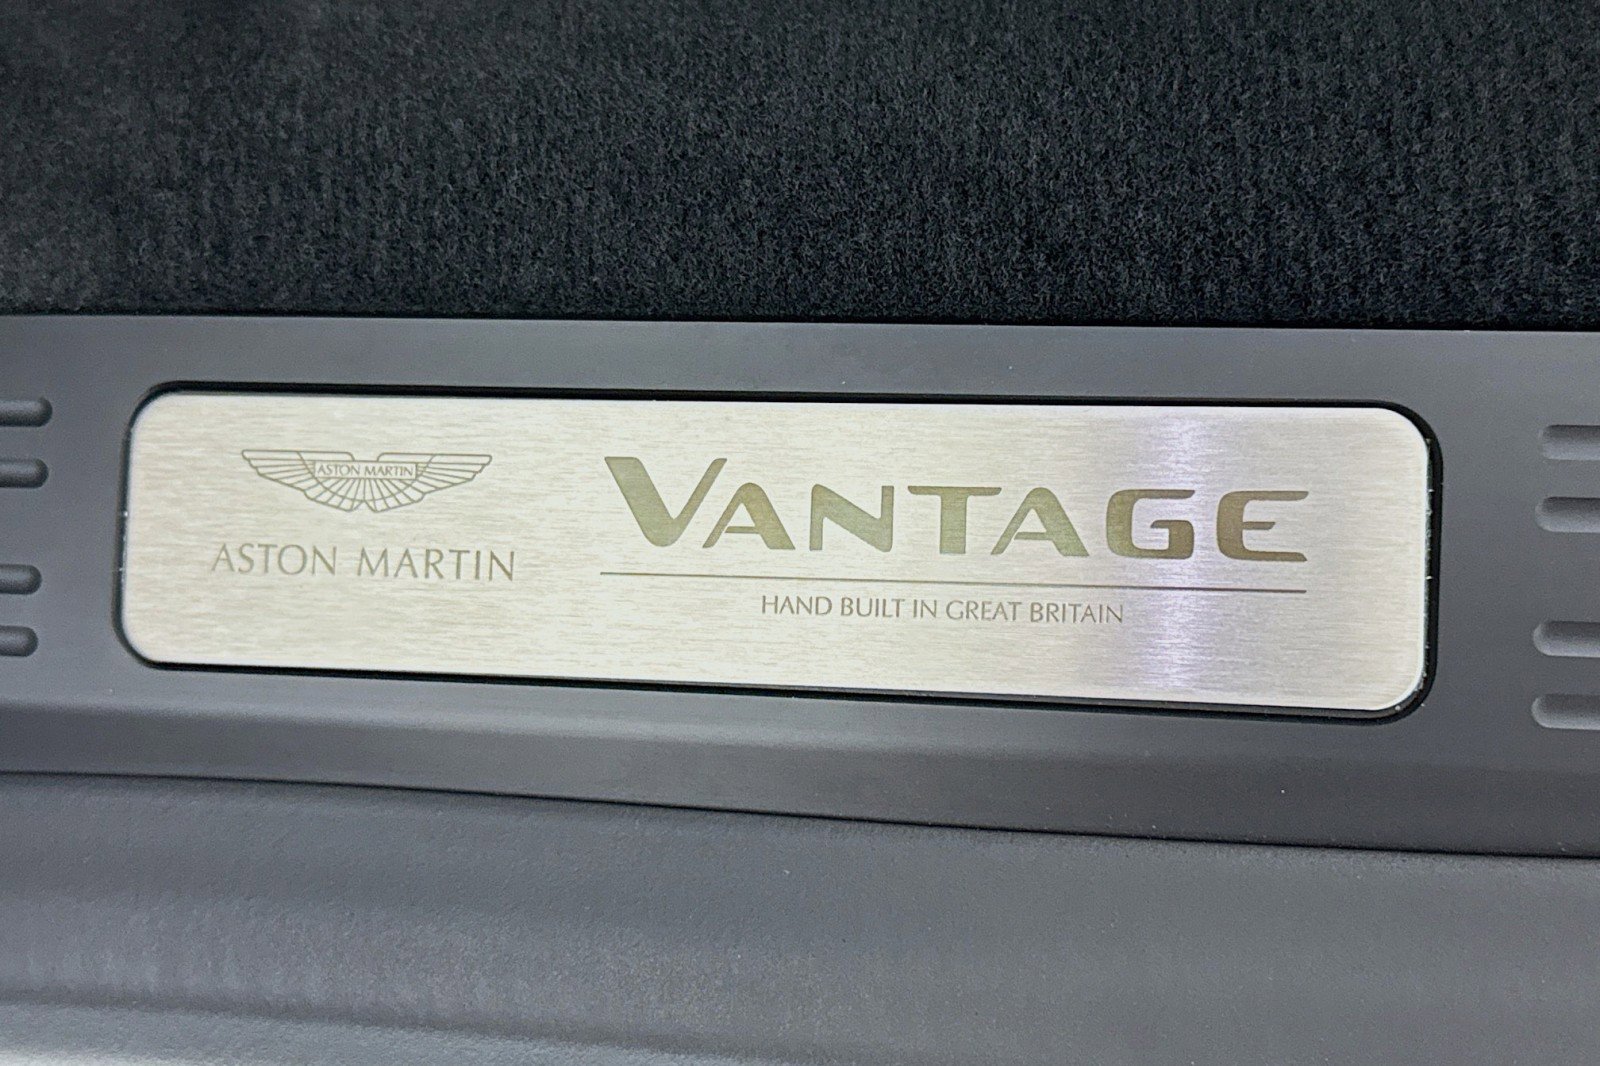 ASTON MARTIN
ASTON MARTIN
VANTAGE
HAND BUILT IN GREAT BRITAIN